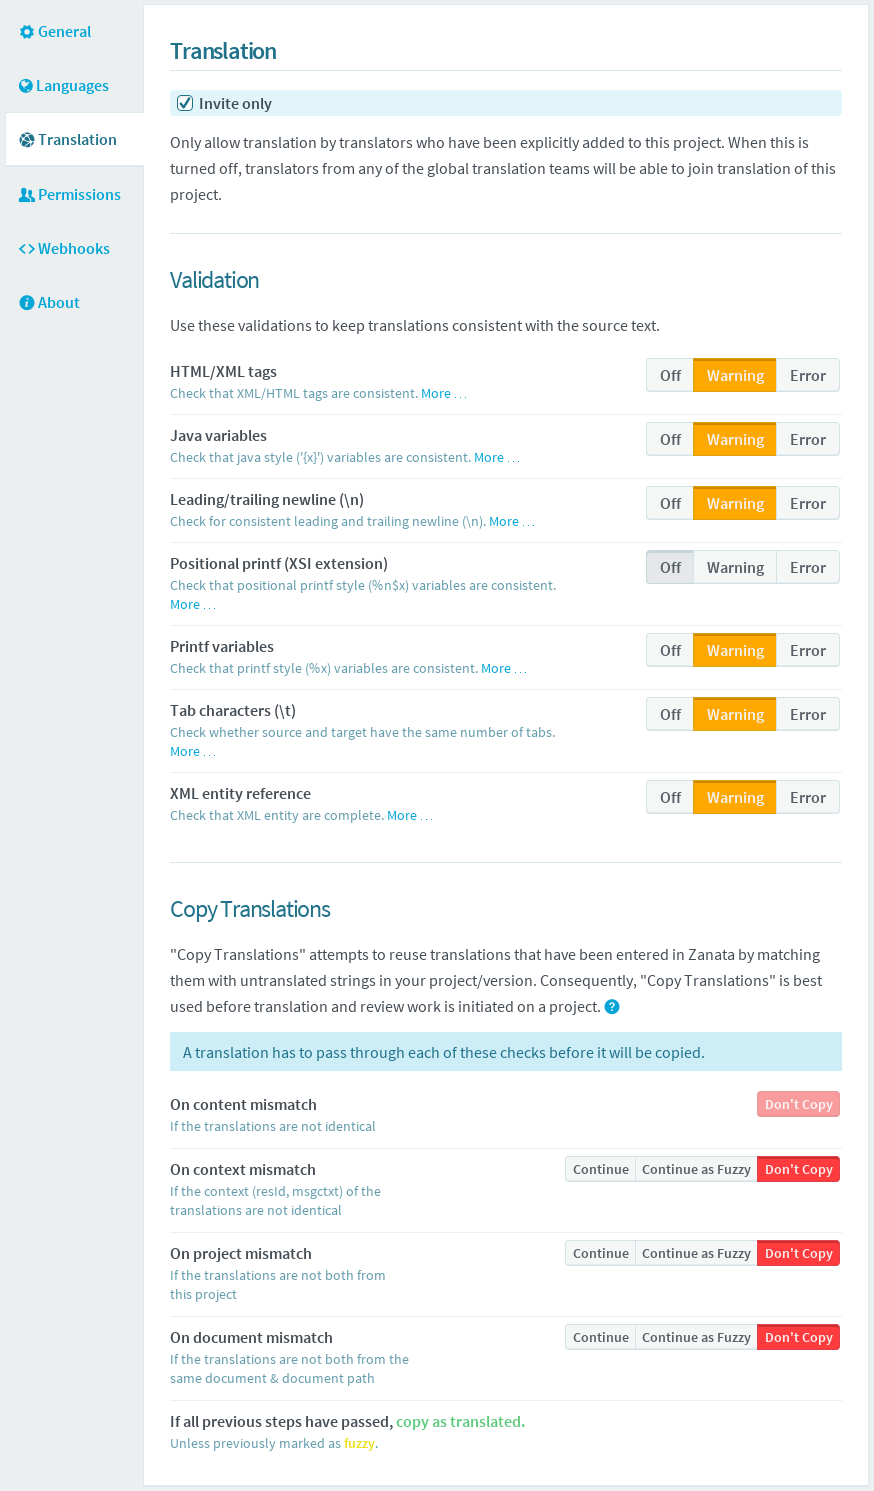 General
Languages
Translation
Permissions
Webhooks
About
Translation
Invite only
Only allow translation by translators who have been explicitly added to this project. When this is
turned off, translators from any of the global translation teams will be able to join translation of this
project.
Validation
Use these validations to keep translations consistent with the source text.
HTML/XML tags
Check that XML/HTML tags are consistent. More ...
Off Warning Error
Java variables
Check that java style ('{x}') variables are consistent. More ...
Off Warning Error
Leading/trailing newline (\n)
Check for consistent leading and trailing newline (\n). More ...
Off Warning Error
Positional printf (XSI extension)
Check that positional printf style (%n$x) variables are consistent.
More ...
Off Warning Error
Printf variables
Check that printf style (%x) variables are consistent. More ...
Off Warning Error
Tab characters (\t)
Check whether source and target have the same number of tabs.
More ...
Off Warning Error
XML entity reference
Check that XML entity are complete. More ...
Off Warning Error
Copy Translations
"Copy Translations" attempts to reuse translations that have been entered in Zanata by matching
them with untranslated strings in your project/version. Consequently, "Copy Translations" is best
used before translation and review work is initiated on a project. ?
A translation has to pass through each of these checks before it will be copied.
On content mismatch
If the translations are not identical
Don't Copy
On context mismatch
If the context (resId, msgctxt) of the
translations are not identical
Continue Continue as Fuzzy Don't Copy
On project mismatch
If the translations are not both from
this project
Continue Continue as Fuzzy Don't Copy
On document mismatch
If the translations are not both from the
same document & document path
Continue Continue as Fuzzy Don't Copy
If all previous steps have passed, copy as translated.
Unless previously marked as fuzzy.